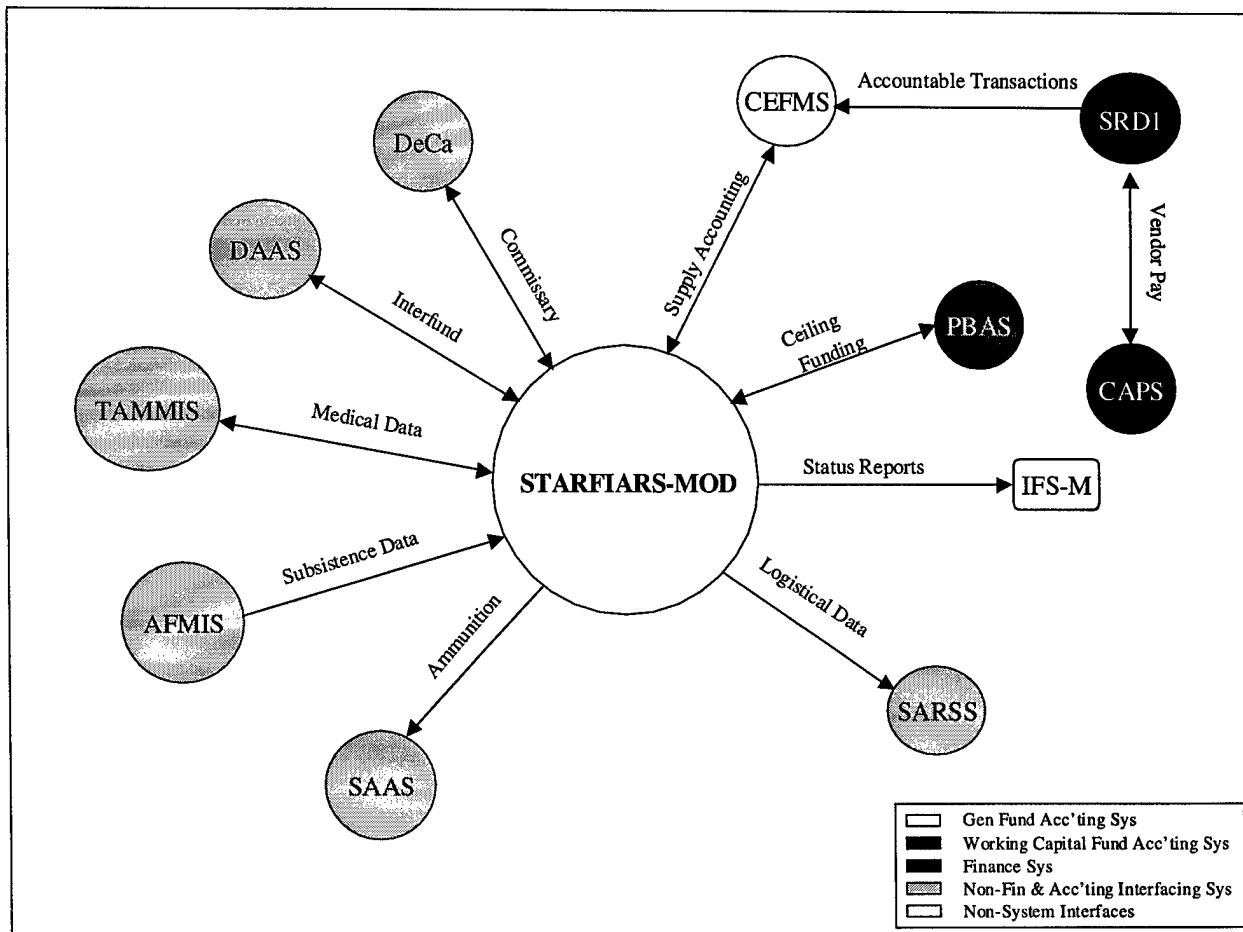 CEFMS
Accountable Transactions
SRD1
DeCa
DAAS
Commissary
Supply Accounting
Vendor Pay
Interfund
Ceiling
Funding
PBAS
CAPS
TAMMIS
Medical Data
STARFIARS-MOD
Status Reports
IFS-M
Subsistence Data
AFMIS
Ammunition
Logistical Data
SARSS
SAAS
Gen Fund Acc'ting Sys
Working Capital Fund Acc'ting Sys
Finance Sys
Non-Fin & Acc'ting Interfacing Sys
Non-System Interfaces